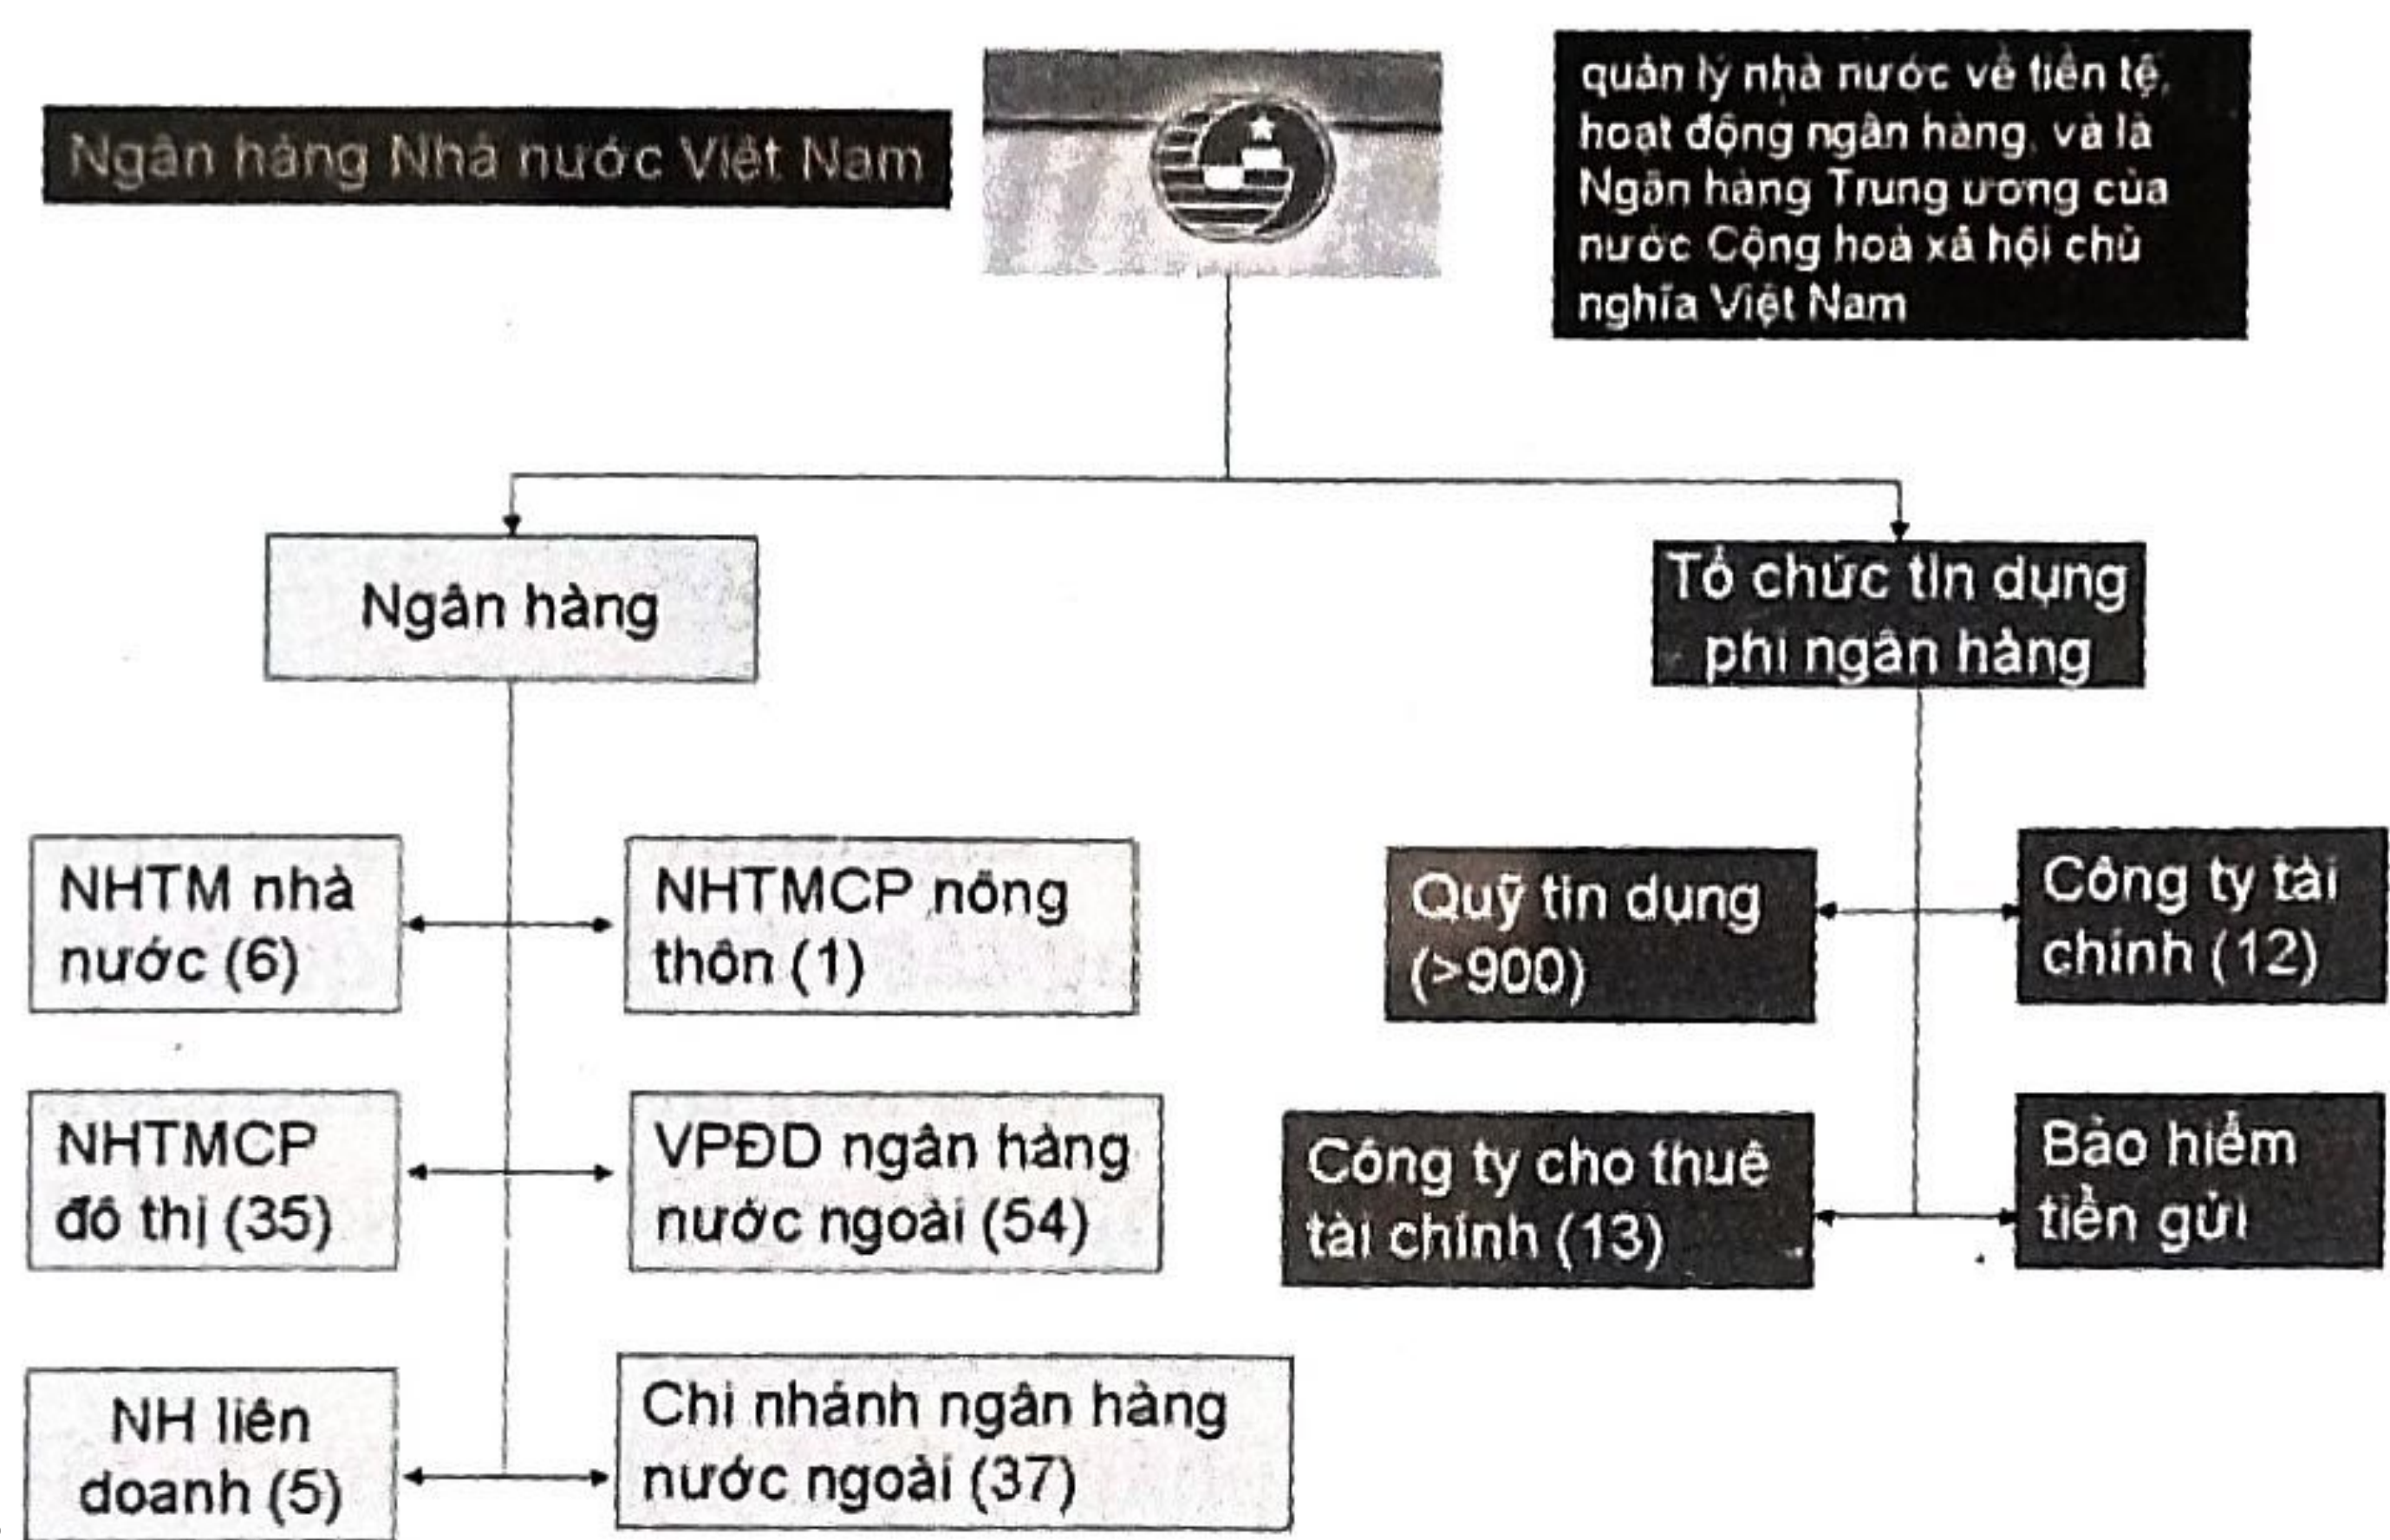 Ngân hàng Nhà nước Việt Nam
quản lý nhà nước về tiền tệ,
hoạt động ngân hàng, và là
Ngân hàng Trung ương của
nước Cộng hoà xã hội chủ
nghĩa Việt Nam
Ngân hàng
Tổ chức tín dụng
phi ngân hàng
NHTM nhà
nước (6)
NHTMCP nông
thôn (1)
Quỹ tín dụng
(>900)
Công ty tài
chính (12)
NHTMCP
đô thị (35)
VPĐD ngân hàng
nước ngoài (54)
Công ty cho thuê
tài chính (13)
Bảo hiểm
tiền gửi
NH liên
doanh (5)
Chi nhánh ngân hàng
nước ngoài (37)